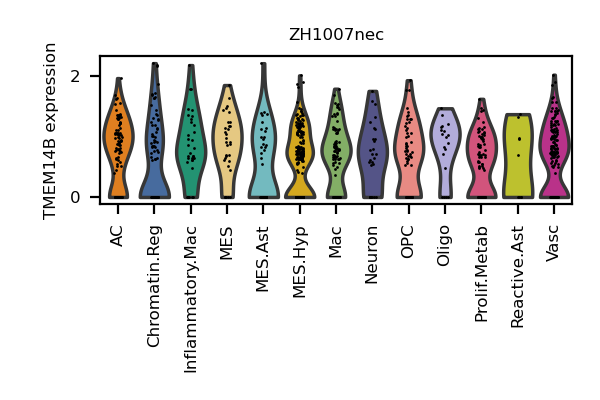 ZH1007nec
TMEM14B expression
2
0
AC
Chromatin.Reg
Inflammatory.Mac
MES
MES.Ast
MES.Hyp
Mac
Neuron
OPC
Oligo
Prolif.Metab
Reactive.Ast
Vasc